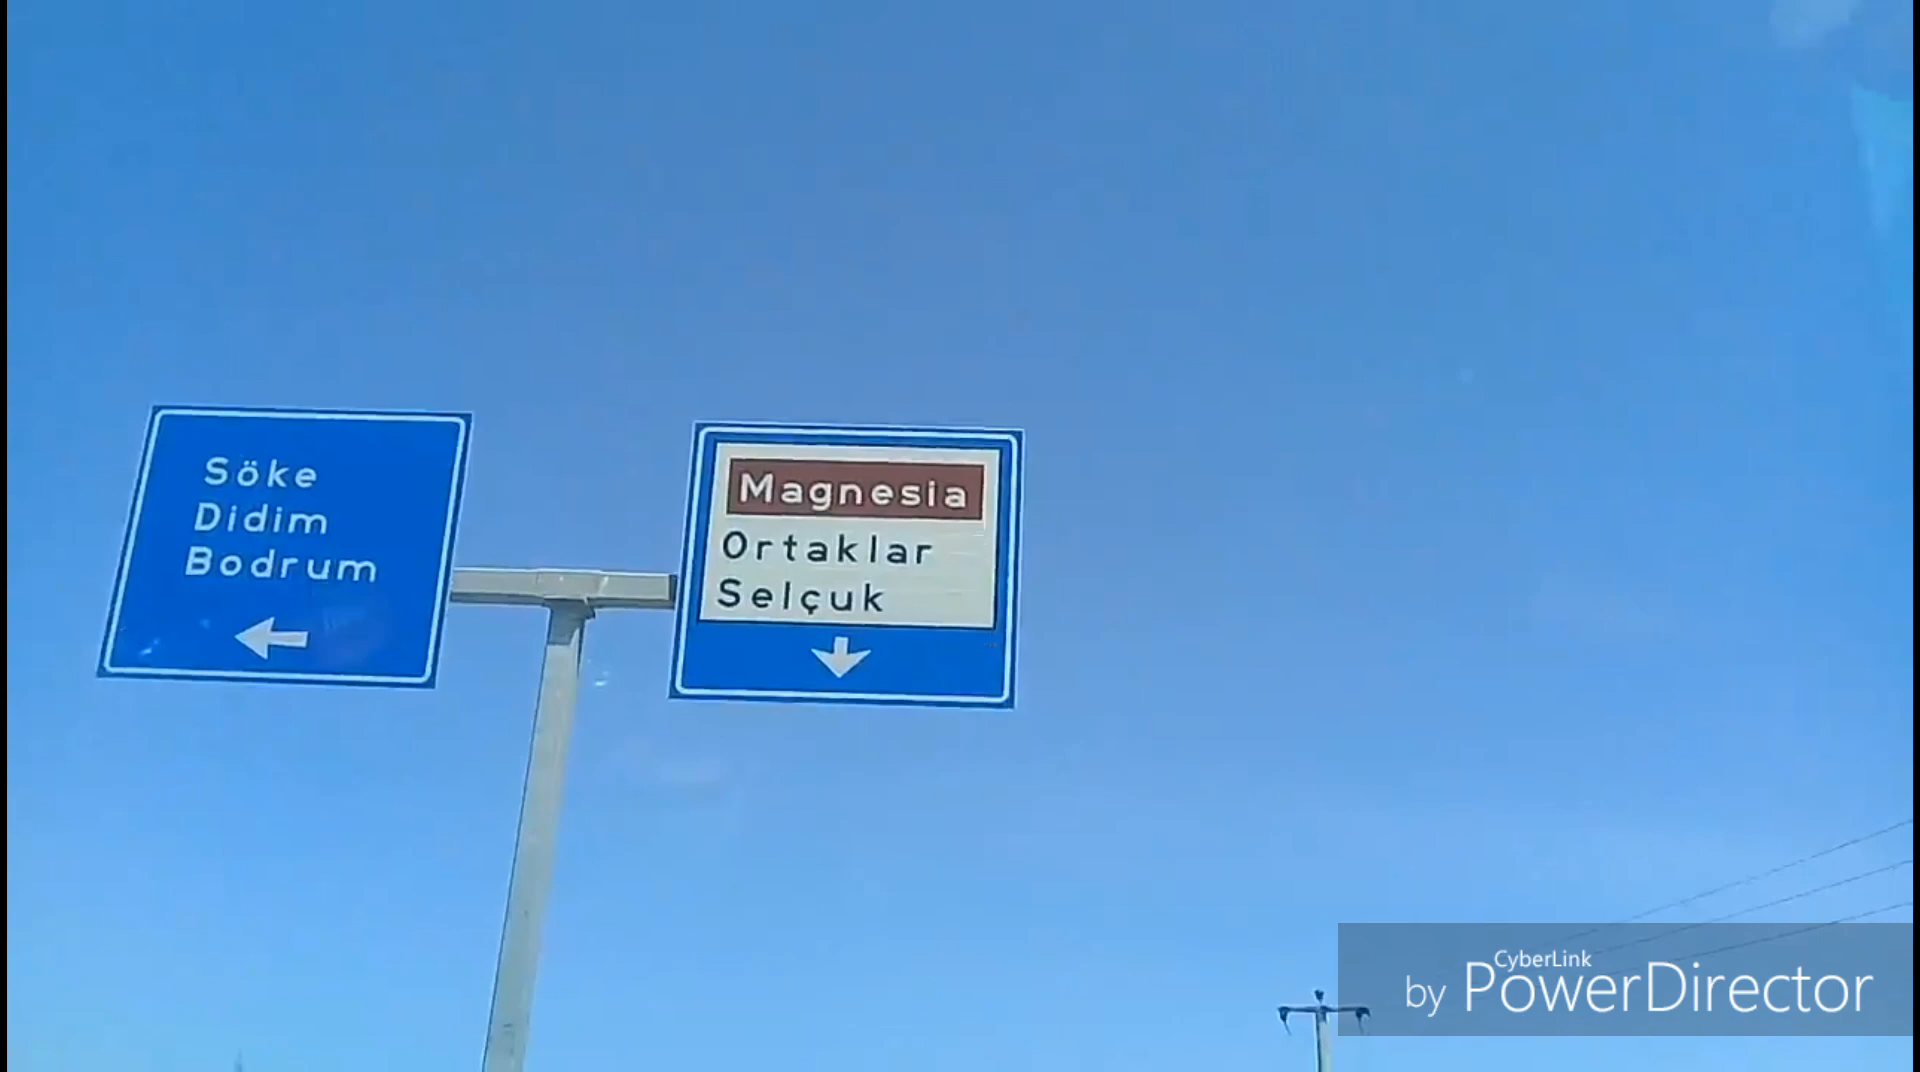 Söke
Didim
Bodrum
Magnesia
Ortaklar
Selçuk
CyberLink
by PowerDirector